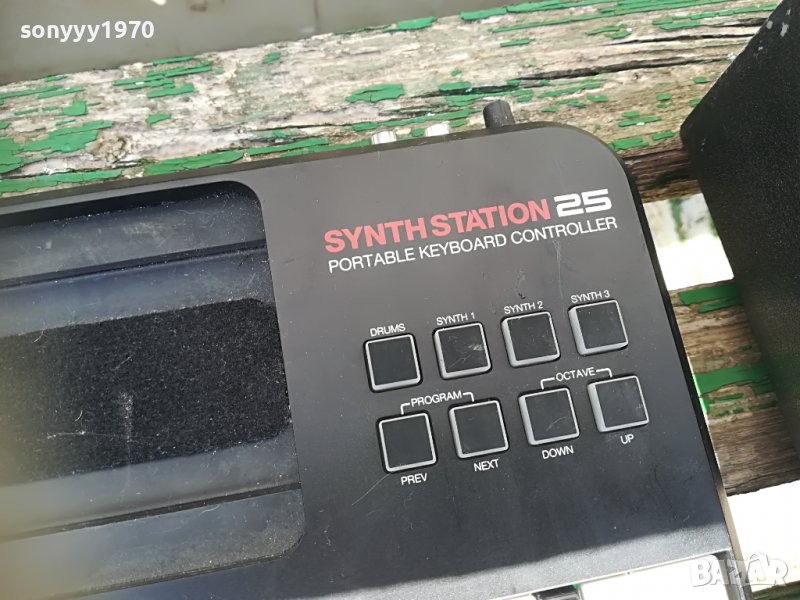 sonyyy1970
SYNTH STATION 25
PORTABLE KEYBOARD CONTROLLER
DRUMS SYNTH 1 SYNTH 2 SYNTH 3
PROGRAM OCTAVE
PREV NEXT DOWN UP
BAZAR